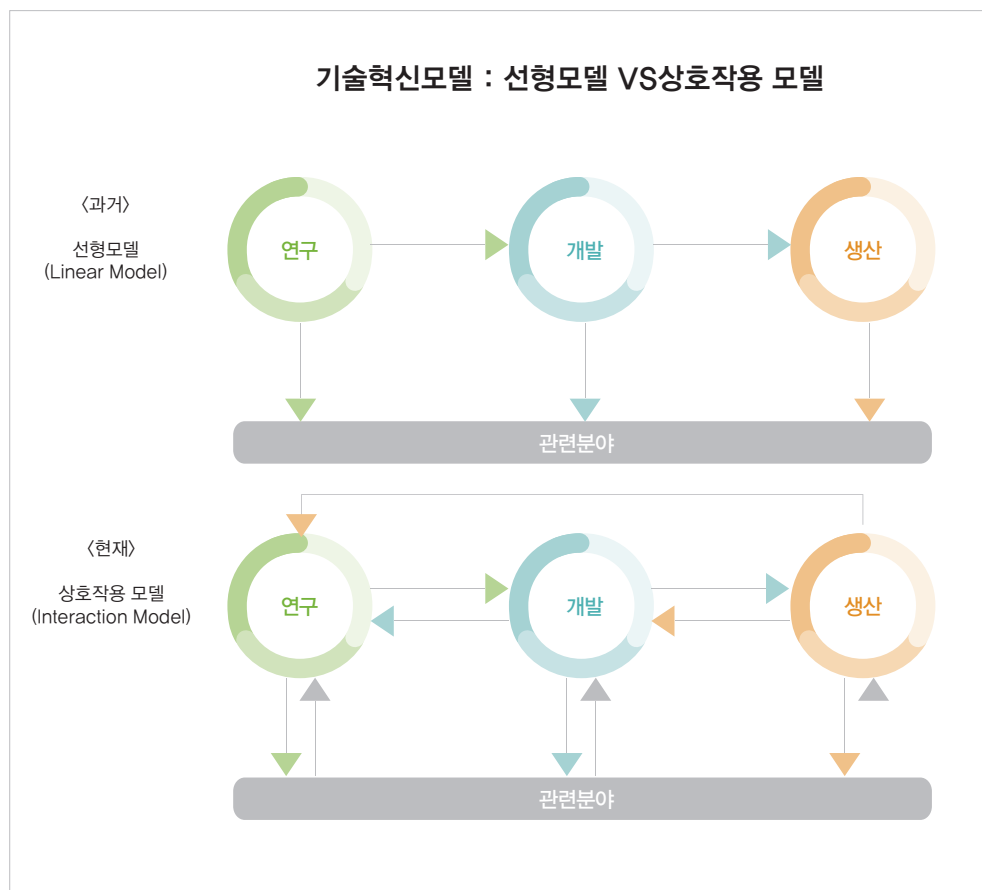 기술혁신모델 : 선형모델 VS상호작용 모델
〈과거〉
선형모델
(Linear Model)
연구
개발
생산
관련분야
〈현재〉
상호작용 모델
(Interaction Model)
연구
개발
생산
관련분야